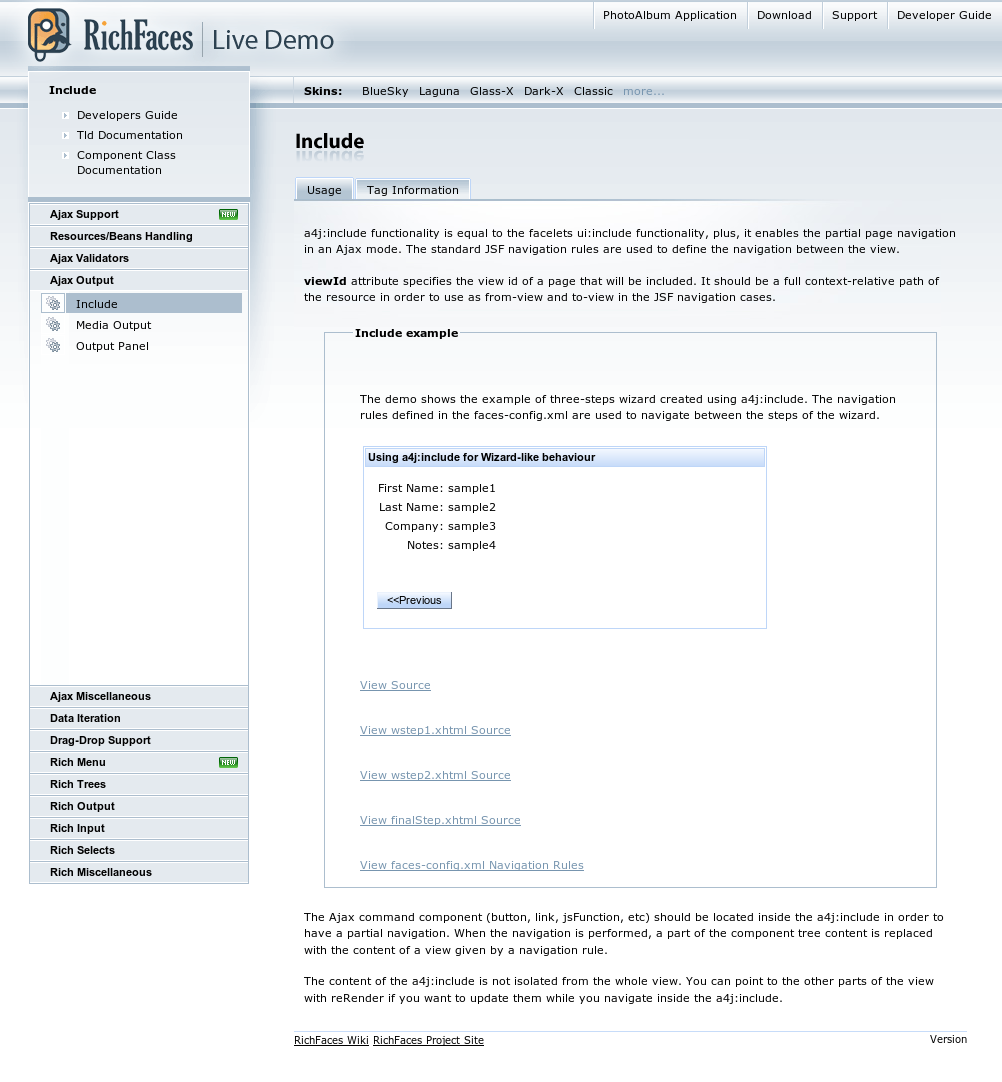 PhotoAlbum Application Download Support Developer Guide
RichFaces Live Demo
Skins: BlueSky Laguna Glass-X Dark-X Classic more...
Include
Developers Guide
Tld Documentation
Component Class
Documentation
Ajax Support NEW
Resources/Beans Handling
Ajax Validators
Ajax Output
Include
Media Output
Output Panel
Ajax Miscellaneous
Data Iteration
Drag-Drop Support
Rich Menu NEW
Rich Trees
Rich Output
Rich Input
Rich Selects
Rich Miscellaneous
Include
Usage Tag Information
a4j:include functionality is equal to the facelets ui:include functionality, plus, it enables the partial page navigation
in an Ajax mode. The standard JSF navigation rules are used to define the navigation between the view.
viewId attribute specifies the view id of a page that will be included. It should be a full context-relative path of
the resource in order to use as from-view and to-view in the JSF navigation cases.
Include example
The demo shows the example of three-steps wizard created using a4j:include. The navigation
rules defined in the faces-config.xml are used to navigate between the steps of the wizard.
Using a4j:include for Wizard-like behaviour
First Name: sample1
Last Name: sample2
Company: sample3
Notes: sample4
<<Previous
View Source
View wstep1.xhtml Source
View wstep2.xhtml Source
View finalStep.xhtml Source
View faces-config.xml Navigation Rules
The Ajax command component (button, link, jsFunction, etc) should be located inside the a4j:include in order to
have a partial navigation. When the navigation is performed, a part of the component tree content is replaced
with the content of a view given by a navigation rule.
The content of the a4j:include is not isolated from the whole view. You can point to the other parts of the view
with reRender if you want to update them while you navigate inside the a4j:include.
RichFaces Wiki RichFaces Project Site Version